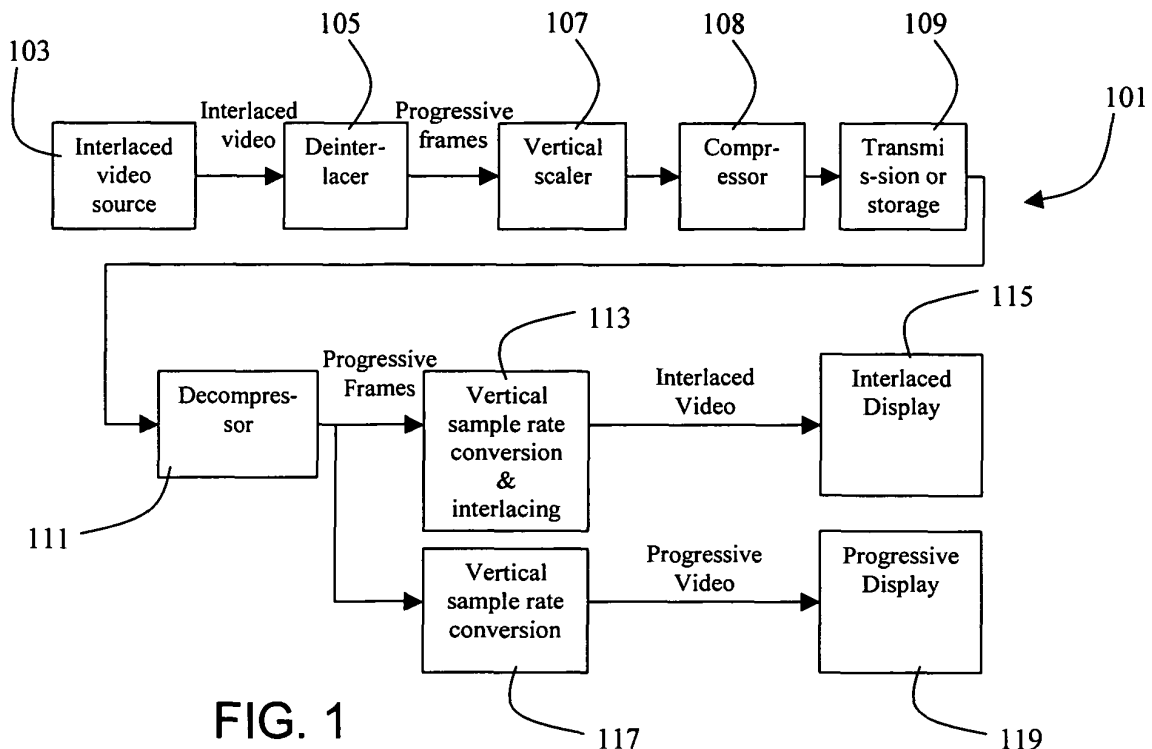 105
107
108
109
103
101
Interlaced
video
Progressive
frames
Interlaced
video
source
Deinter-
lacer
Vertical
scaler
Compr-
essor
Transmi
s-sion or
storage
113
115
Progressive
Frames
Interlaced
Video
Decompres-
sor
Vertical
sample rate
conversion
&
interlacing
Interlaced
Display
111
Progressive
Video
Vertical
sample rate
conversion
Progressive
Display
FIG. 1
117
119